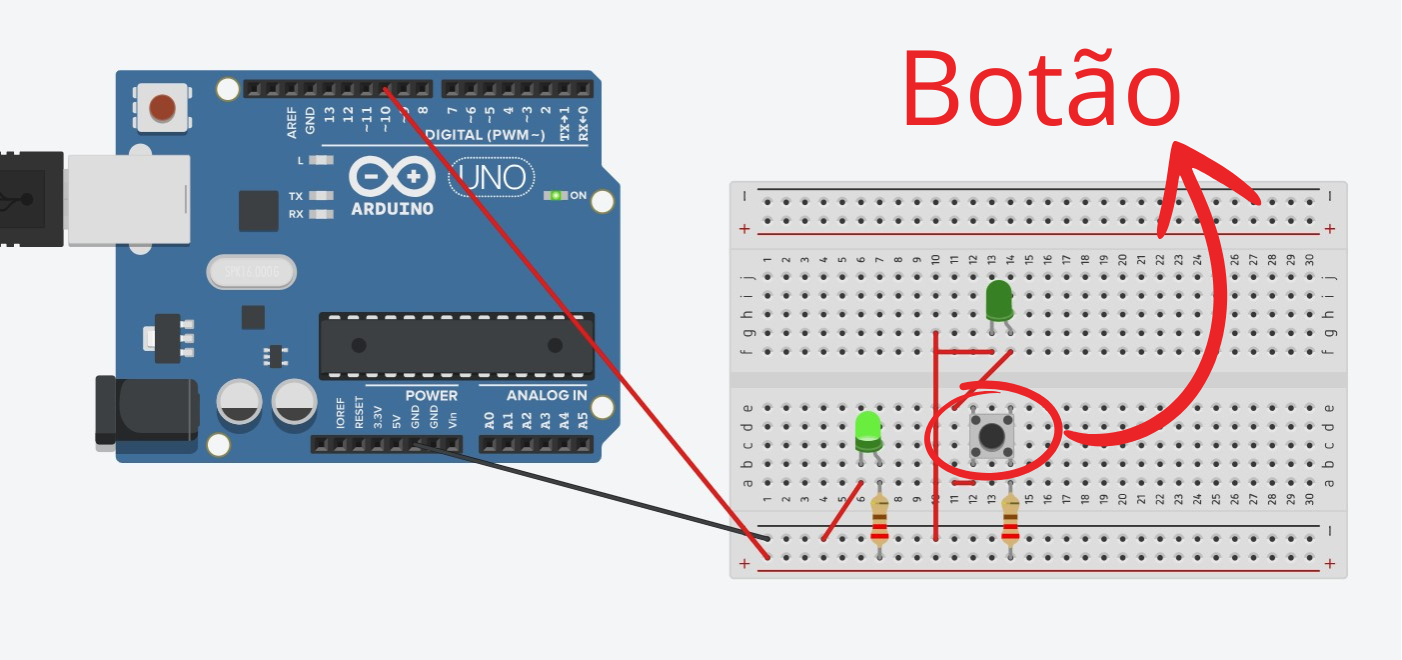 Botão
AREF
GND
13
12
~11
~10
8
7
~6
~5
4
~3
2
TX→1
RX←0
DIGITAL (PWM ~)
L
TX
RX
UNO
ARDUINO
ON
SPK16.000G
IOREF
RESET
3.3V
5V
GND
GND
Vin
POWER
ANALOG IN
A0
A1
A2
A3
A4
A5
− −
+ +
1 2 3 4 5 6 7 8 9 10 11 12 13 14 15 16 17 18 19 20 21 22 23 24 26 27 28 29 30
j j
i i
h h
g g
f f
e e
d d
c c
b b
a a
1 2 3 4 5 6 7 8 9 10 11 12 13 14 15 16 17 18 19 20 21 22 23 24 25 26 27 28 29 30
−
+ +